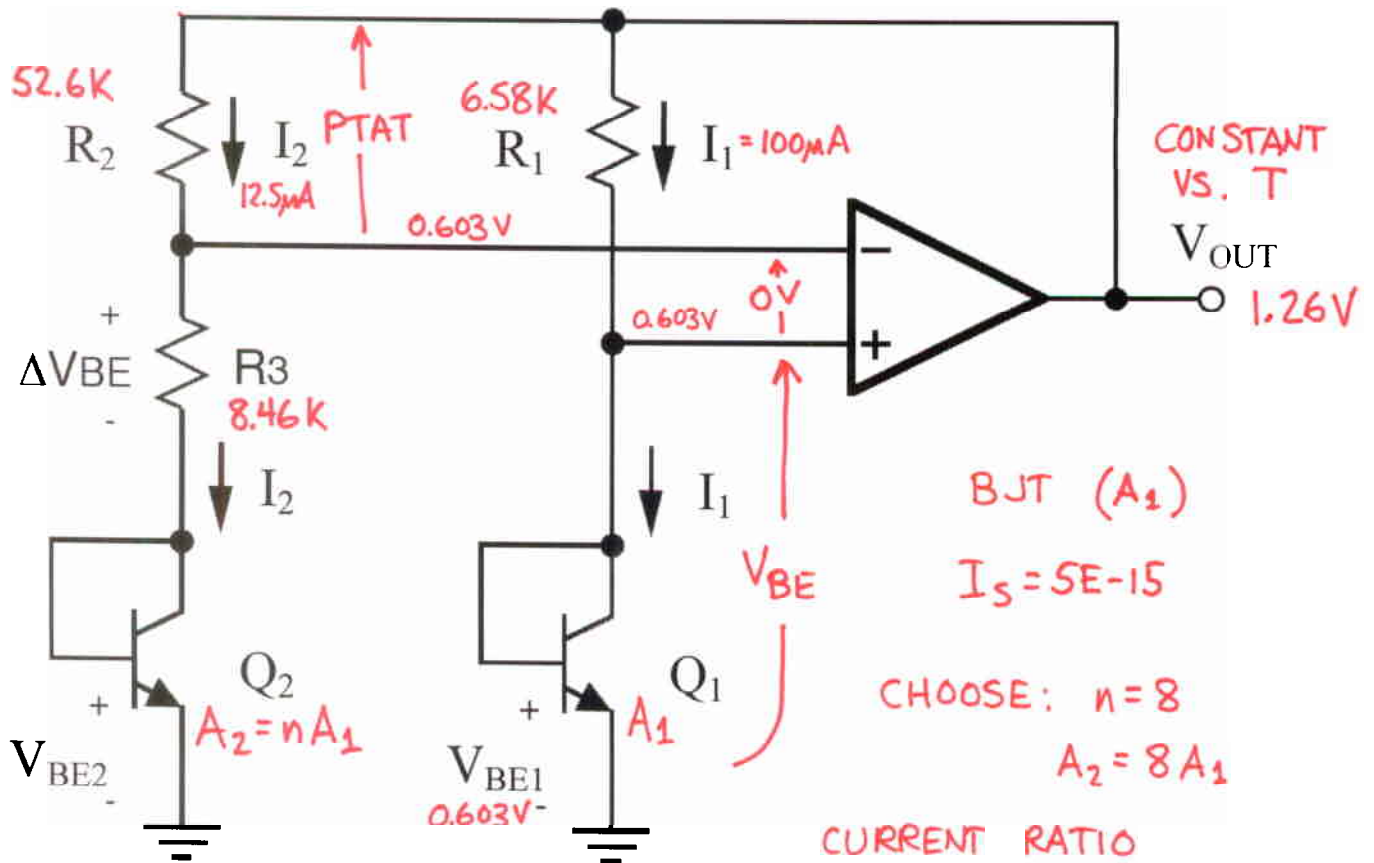 52.6K
R2
I2
12.5μA
PTAT
6.58K
R1
I1 = 100μA
CONSTANT
VS. T
VOUT
1.26V
0.603V
−
0V
0.603V
+
+
ΔVBE
-
R3
8.46K
I2
I1
VBE
BJT (A1)
IS = 5E-15
Q2
A2 = nA1
+
VBE2
-
Q1
A1
+
VBE1
-
0.603V
CHOOSE: n = 8
A2 = 8A1
CURRENT RATIO